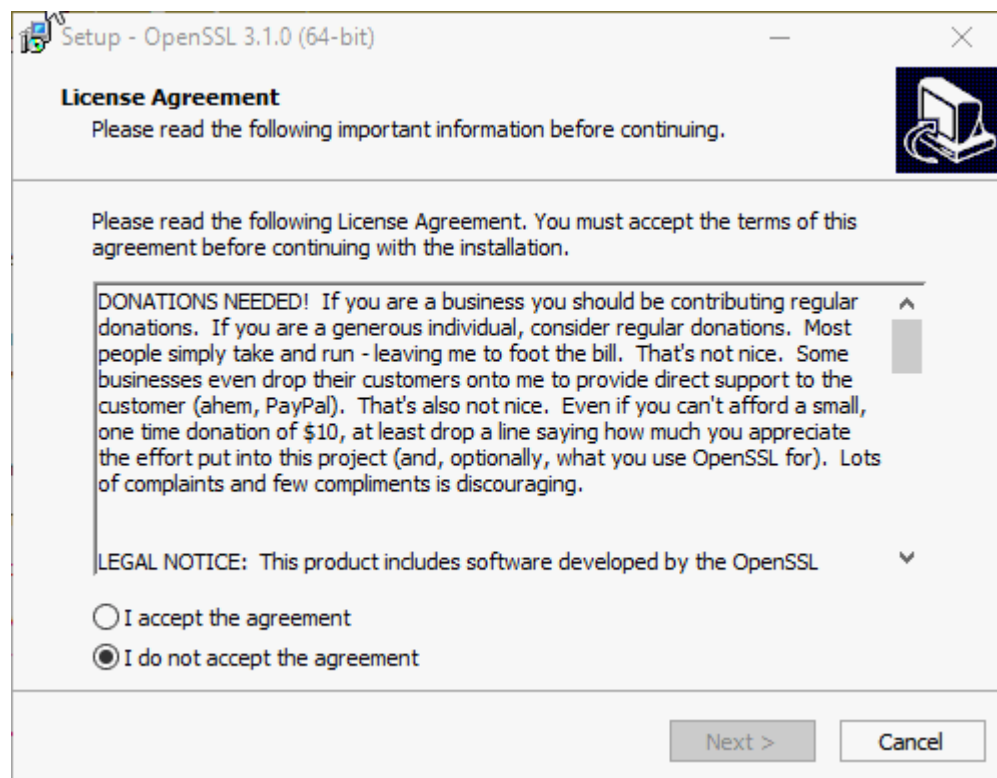 Setup - OpenSSL 3.1.0 (64-bit)
License Agreement
Please read the following important information before continuing.
Please read the following License Agreement. You must accept the terms of this
agreement before continuing with the installation.
DONATIONS NEEDED!  If you are a business you should be contributing regular
donations.  If you are a generous individual, consider regular donations.  Most
people simply take and run - leaving me to foot the bill.  That's not nice.  Some
businesses even drop their customers onto me to provide direct support to the
customer (ahem, PayPal).  That's also not nice.  Even if you can't afford a small,
one time donation of $10, at least drop a line saying how much you appreciate
the effort put into this project (and, optionally, what you use OpenSSL for).  Lots
of complaints and few compliments is discouraging.
LEGAL NOTICE:  This product includes software developed by the OpenSSL
I accept the agreement
I do not accept the agreement
Next >
Cancel